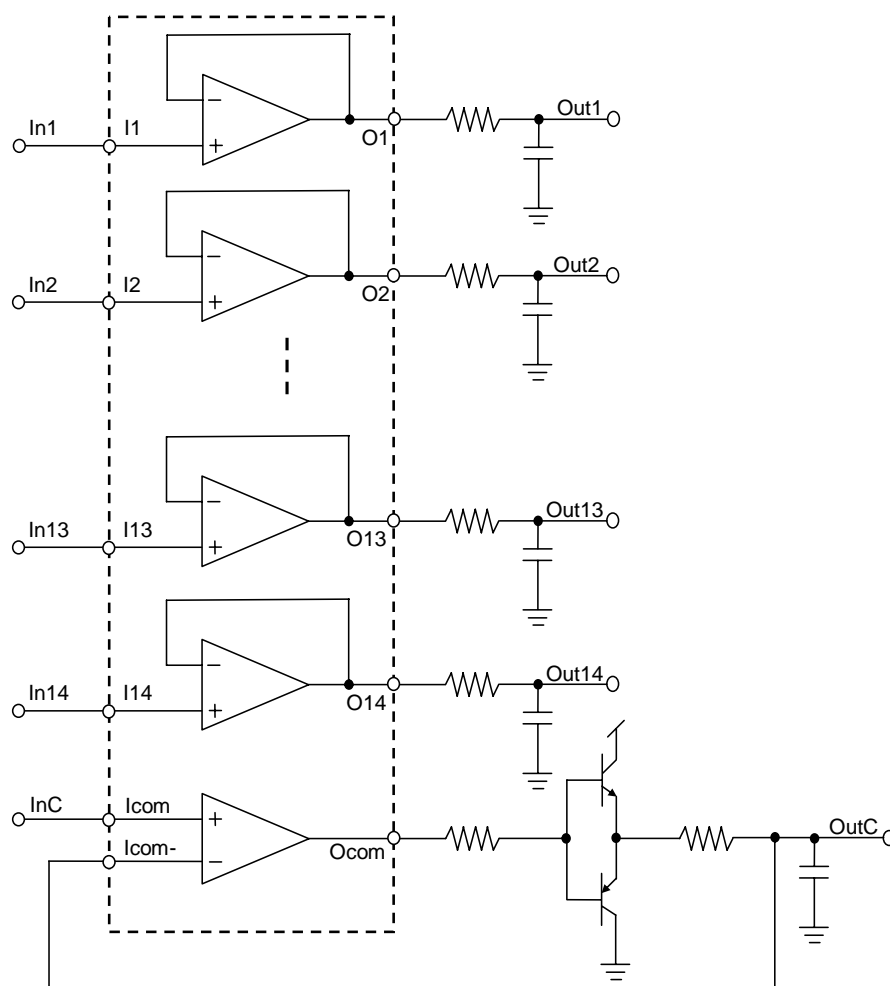 In1 I1 − + O1 Out1
In2 I2 − + O2 Out2
In13 I13 − + O13 Out13
In14 I14 − + O14 Out14
InC Icom + Ocom OutC
Icom- −